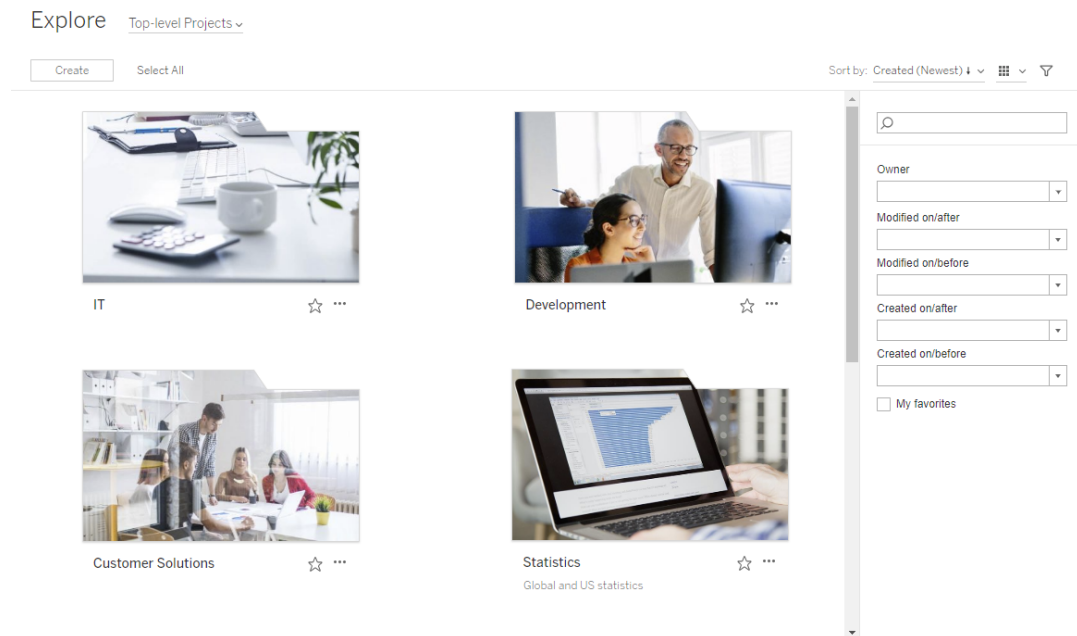 Explore Top-level Projects
Create Select All Sort by: Created (Newest)
Owner
Modified on/after
Modified on/before
Created on/after
Created on/before
My favorites
IT
Development
Customer Solutions
Statistics
Global and US statistics